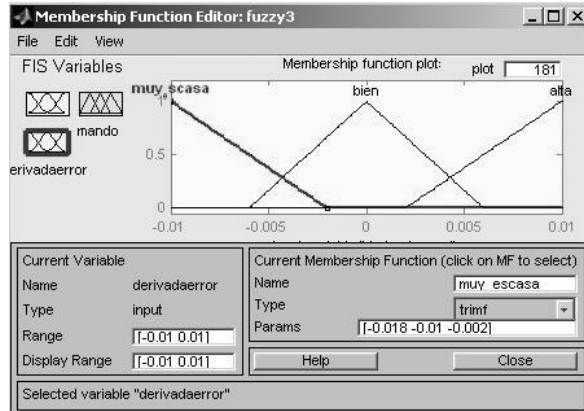 Membership Function Editor: fuzzy3
File Edit View
FIS Variables
Membership function plot:
plot
181
mando
erivadaerror
muy_scasa
bien
alta
1
0.5
0
-0.01
-0.005
0
0.005
0.01
Current Variable
Name derivadaerror
Type input
Range [-0.01 0.01]
Display Range [-0.01 0.01]
Current Membership Function (click on MF to select)
Name muy_escasa
Type trimf
Params [-0.018 -0.01 -0.002]
Help
Close
Selected variable "derivadaerror"